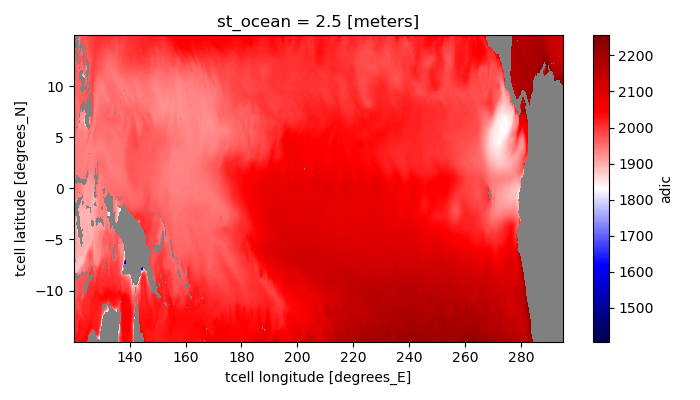 st_ocean = 2.5 [meters]
10
5
0
−5
−10
tcell latitude [degrees_N]
140 160 180 200 220 240 260 280
tcell longitude [degrees_E]
2200
2100
2000
1900
1800
1700
1600
1500
adic